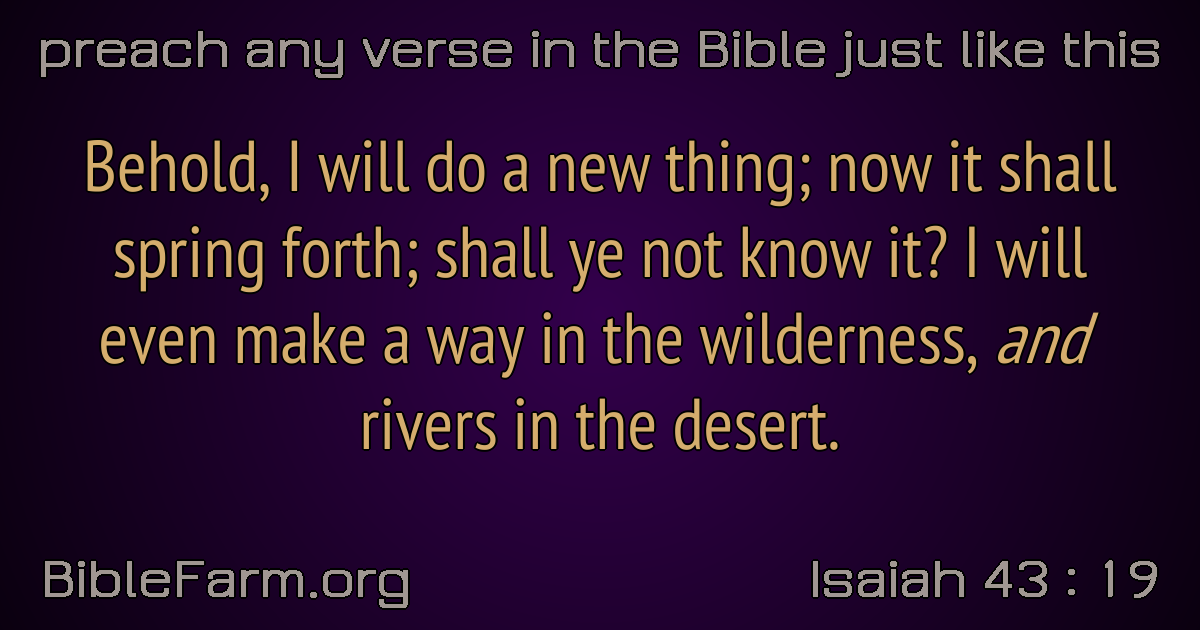 preach any verse in the Bible just like this
Behold, I will do a new thing; now it shall
spring forth; shall ye not know it? I will
even make a way in the wilderness, and
rivers in the desert.
BibleFarm.org
Isaiah 43 : 19